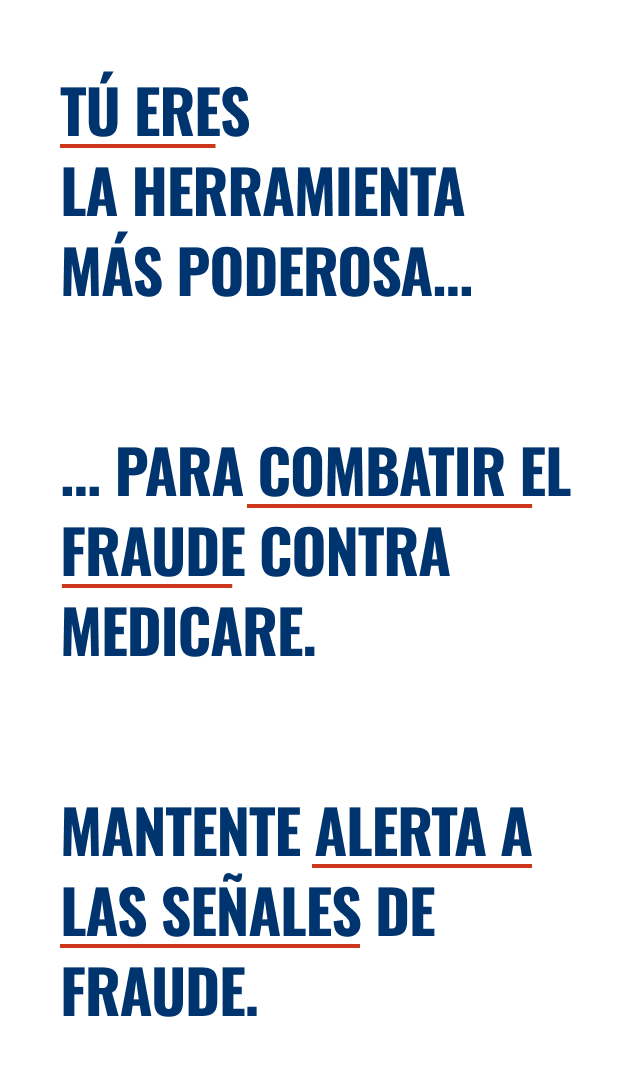 TÚ ERES
LA HERRAMIENTA
MÁS PODEROSA...
... PARA COMBATIR EL
FRAUDE CONTRA
MEDICARE.
MANTENTE ALERTA A
LAS SEÑALES DE
FRAUDE.